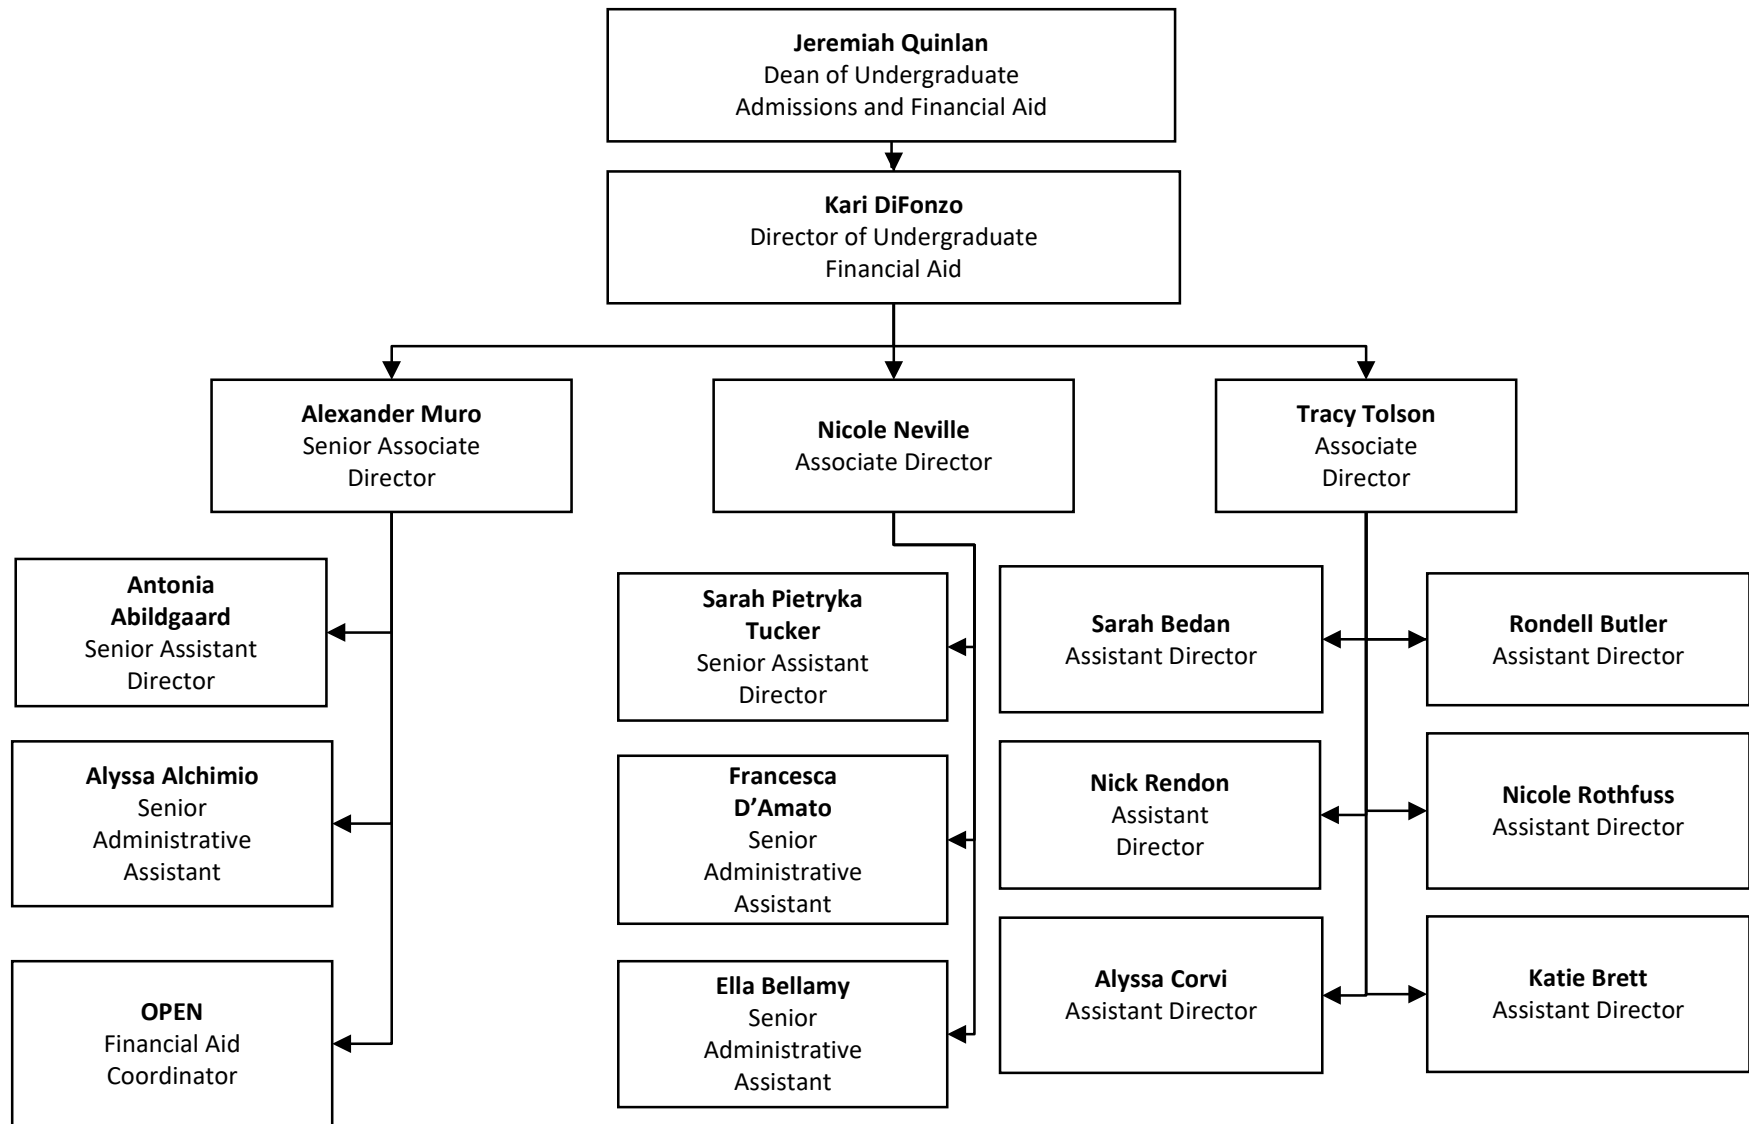 Jeremiah Quinlan
Dean of Undergraduate
Admissions and Financial Aid
Kari DiFonzo
Director of Undergraduate
Financial Aid
Alexander Muro
Senior Associate
Director
Nicole Neville
Associate Director
Tracy Tolson
Associate
Director
Antonia
Abildgaard
Senior Assistant
Director
Alyssa Alchimio
Senior
Administrative
Assistant
OPEN
Financial Aid
Coordinator
Sarah Pietryka
Tucker
Senior Assistant
Director
Francesca
D’Amato
Senior
Administrative
Assistant
Ella Bellamy
Senior
Administrative
Assistant
Sarah Bedan
Assistant Director
Nick Rendon
Assistant
Director
Alyssa Corvi
Assistant Director
Rondell Butler
Assistant Director
Nicole Rothfuss
Assistant Director
Katie Brett
Assistant Director